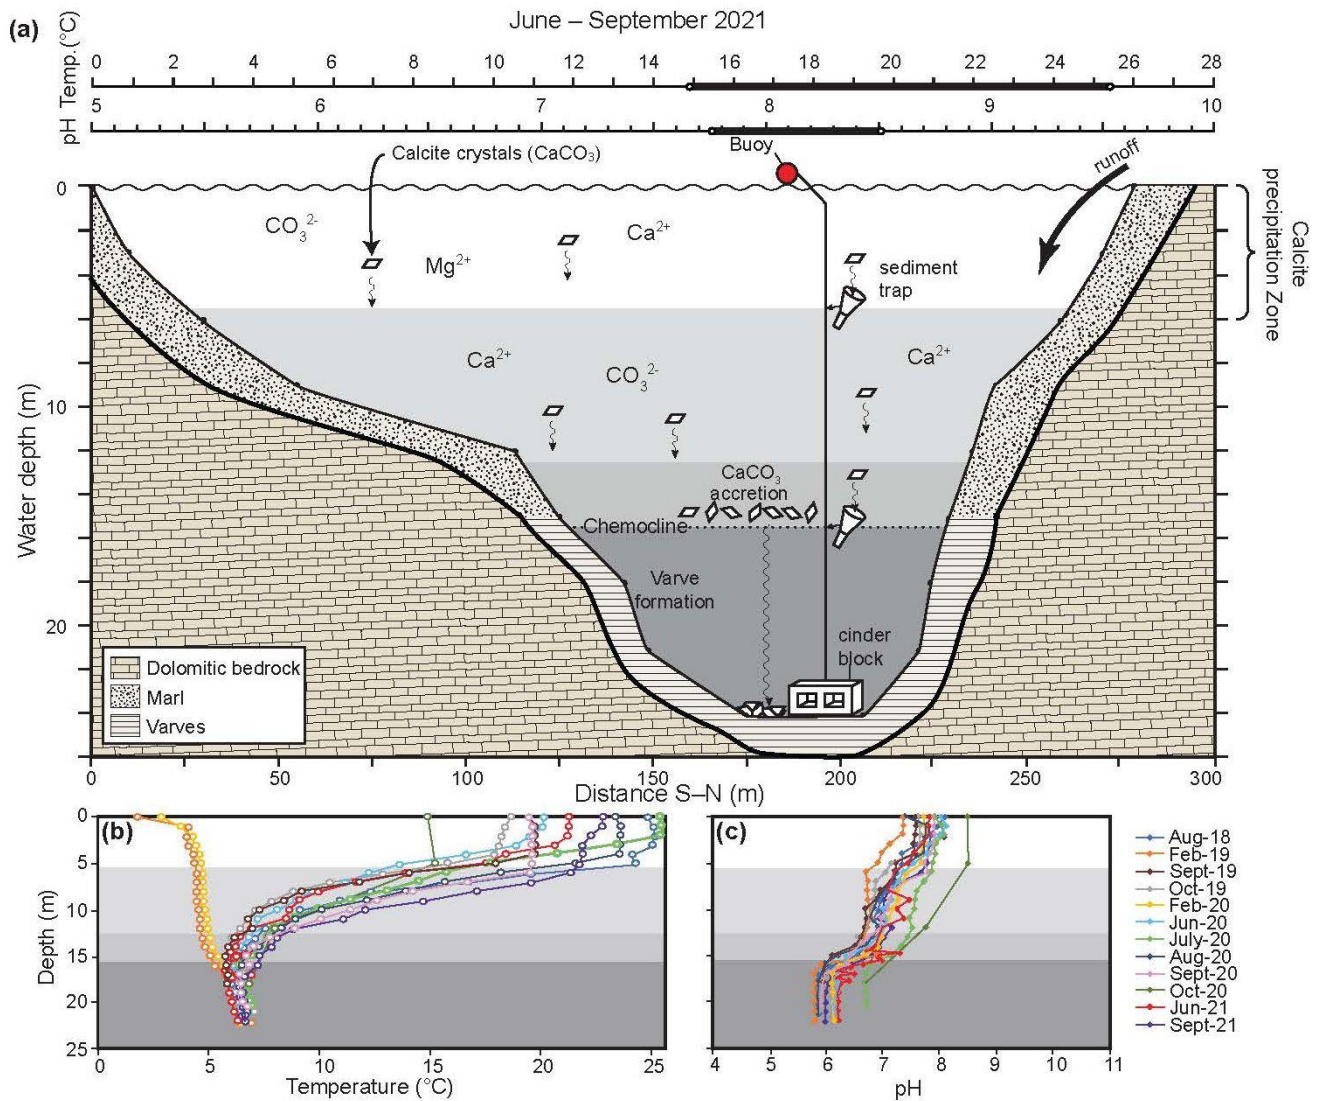 (a)
June – September 2021
Temp.(°C)
0 2 4 6 8 10 12 14 16 18 20 22 24 26 28
pH
5 6 7 8 9 10
Calcite crystals (CaCO₃)
Buoy
runoff
Calcite
precipitation Zone
0
CO₃²⁻
Ca²⁺
Mg²⁺
sediment
trap
Ca²⁺
CO₃²⁻
Ca²⁺
10
Water depth (m)
CaCO₃
accretion
Chemocline
Varve
formation
20
cinder
block
Dolomitic bedrock
Marl
Varves
0 50 100 150 200 250 300
Distance S–N (m)
(b)
0
5
10
15
20
25
Depth (m)
0 5 10 15 20 25
Temperature (°C)
(c)
4 5 6 7 8 9 10 11
pH
Aug-18
Feb-19
Sept-19
Oct-19
Feb-20
Jun-20
July-20
Aug-20
Sept-20
Oct-20
Jun-21
Sept-21